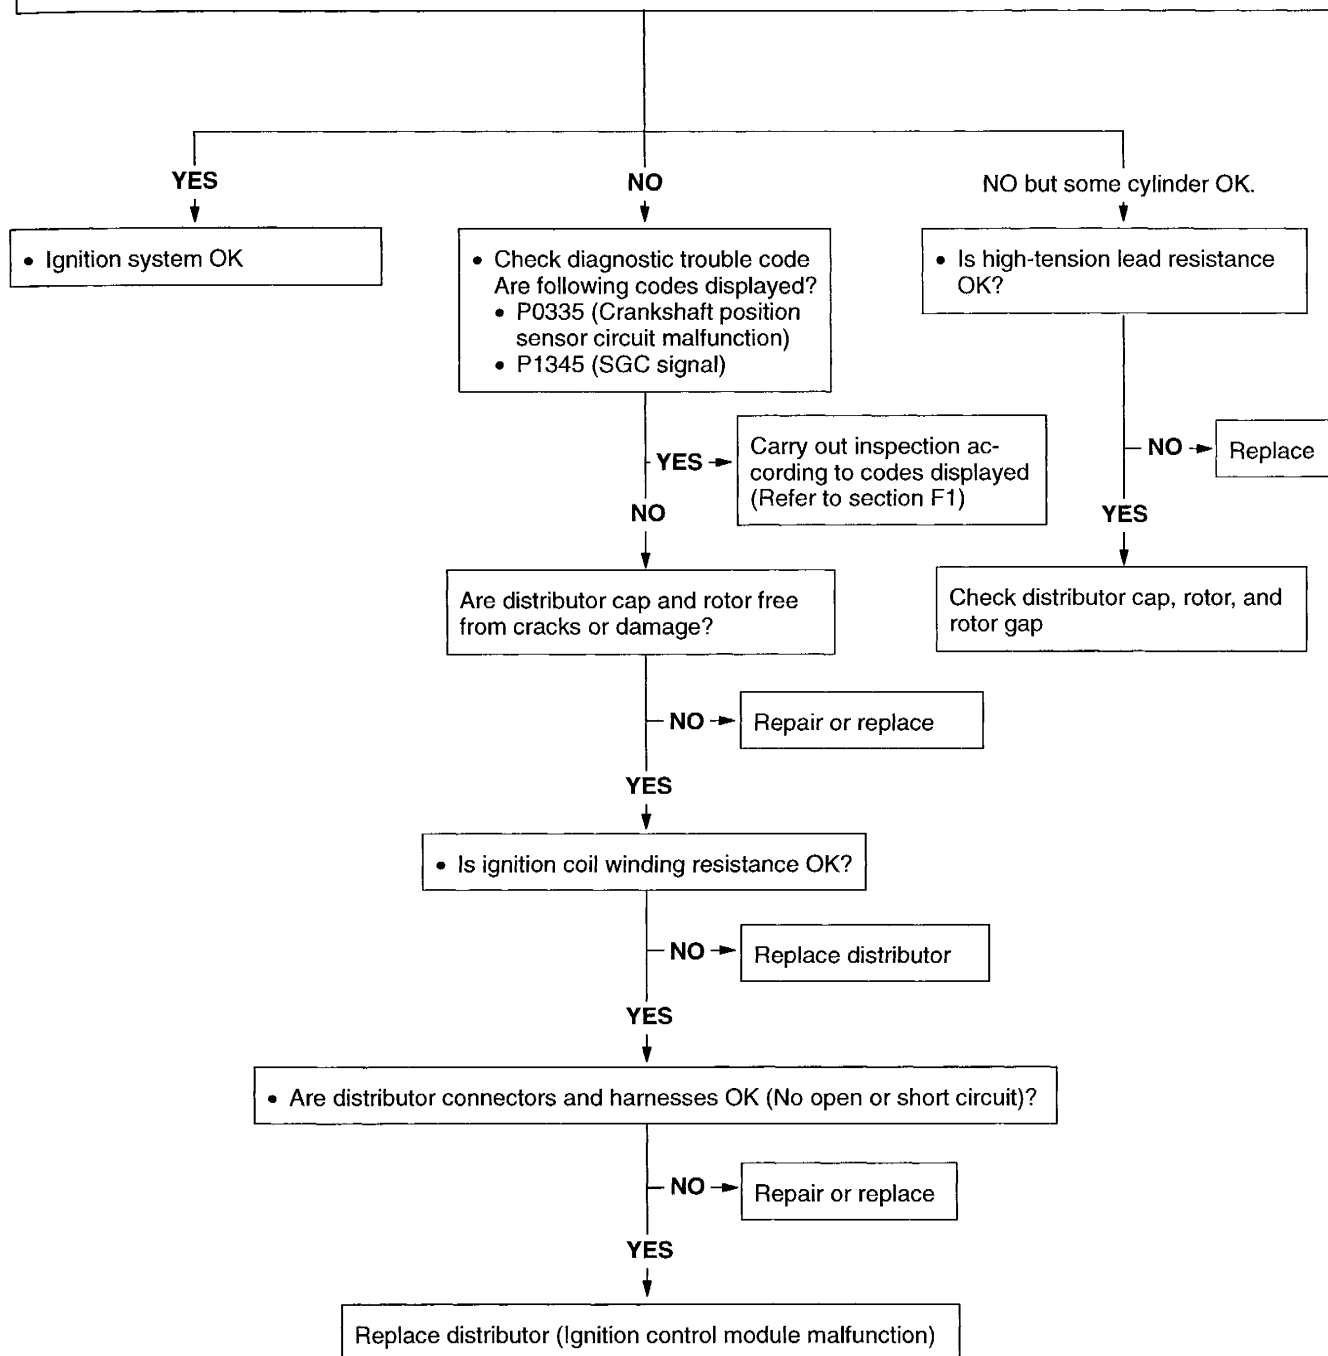 YES
NO
NO but some cylinder OK.
• Ignition system OK
• Check diagnostic trouble code
Are following codes displayed?
• P0335 (Crankshaft position
sensor circuit malfunction)
• P1345 (SGC signal)
• Is high-tension lead resistance
OK?
YES
Carry out inspection ac-
cording to codes displayed
(Refer to section F1)
NO
Replace
NO
YES
Are distributor cap and rotor free
from cracks or damage?
Check distributor cap, rotor, and
rotor gap
NO
Repair or replace
YES
• Is ignition coil winding resistance OK?
NO
Replace distributor
YES
• Are distributor connectors and harnesses OK (No open or short circuit)?
NO
Repair or replace
YES
Replace distributor (Ignition control module malfunction)